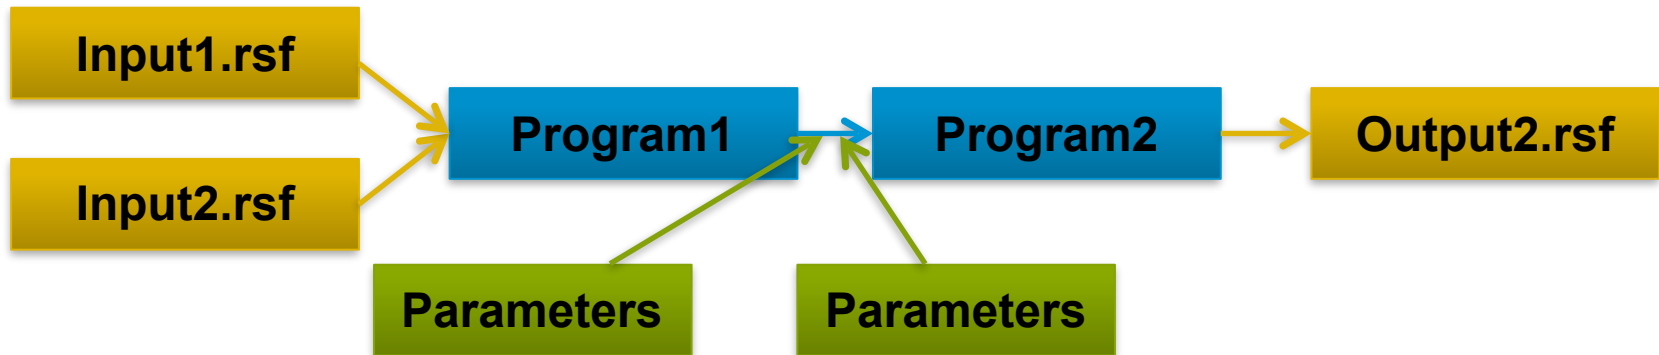 Input1.rsf
Input2.rsf
Program1
Program2
Output2.rsf
Parameters
Parameters